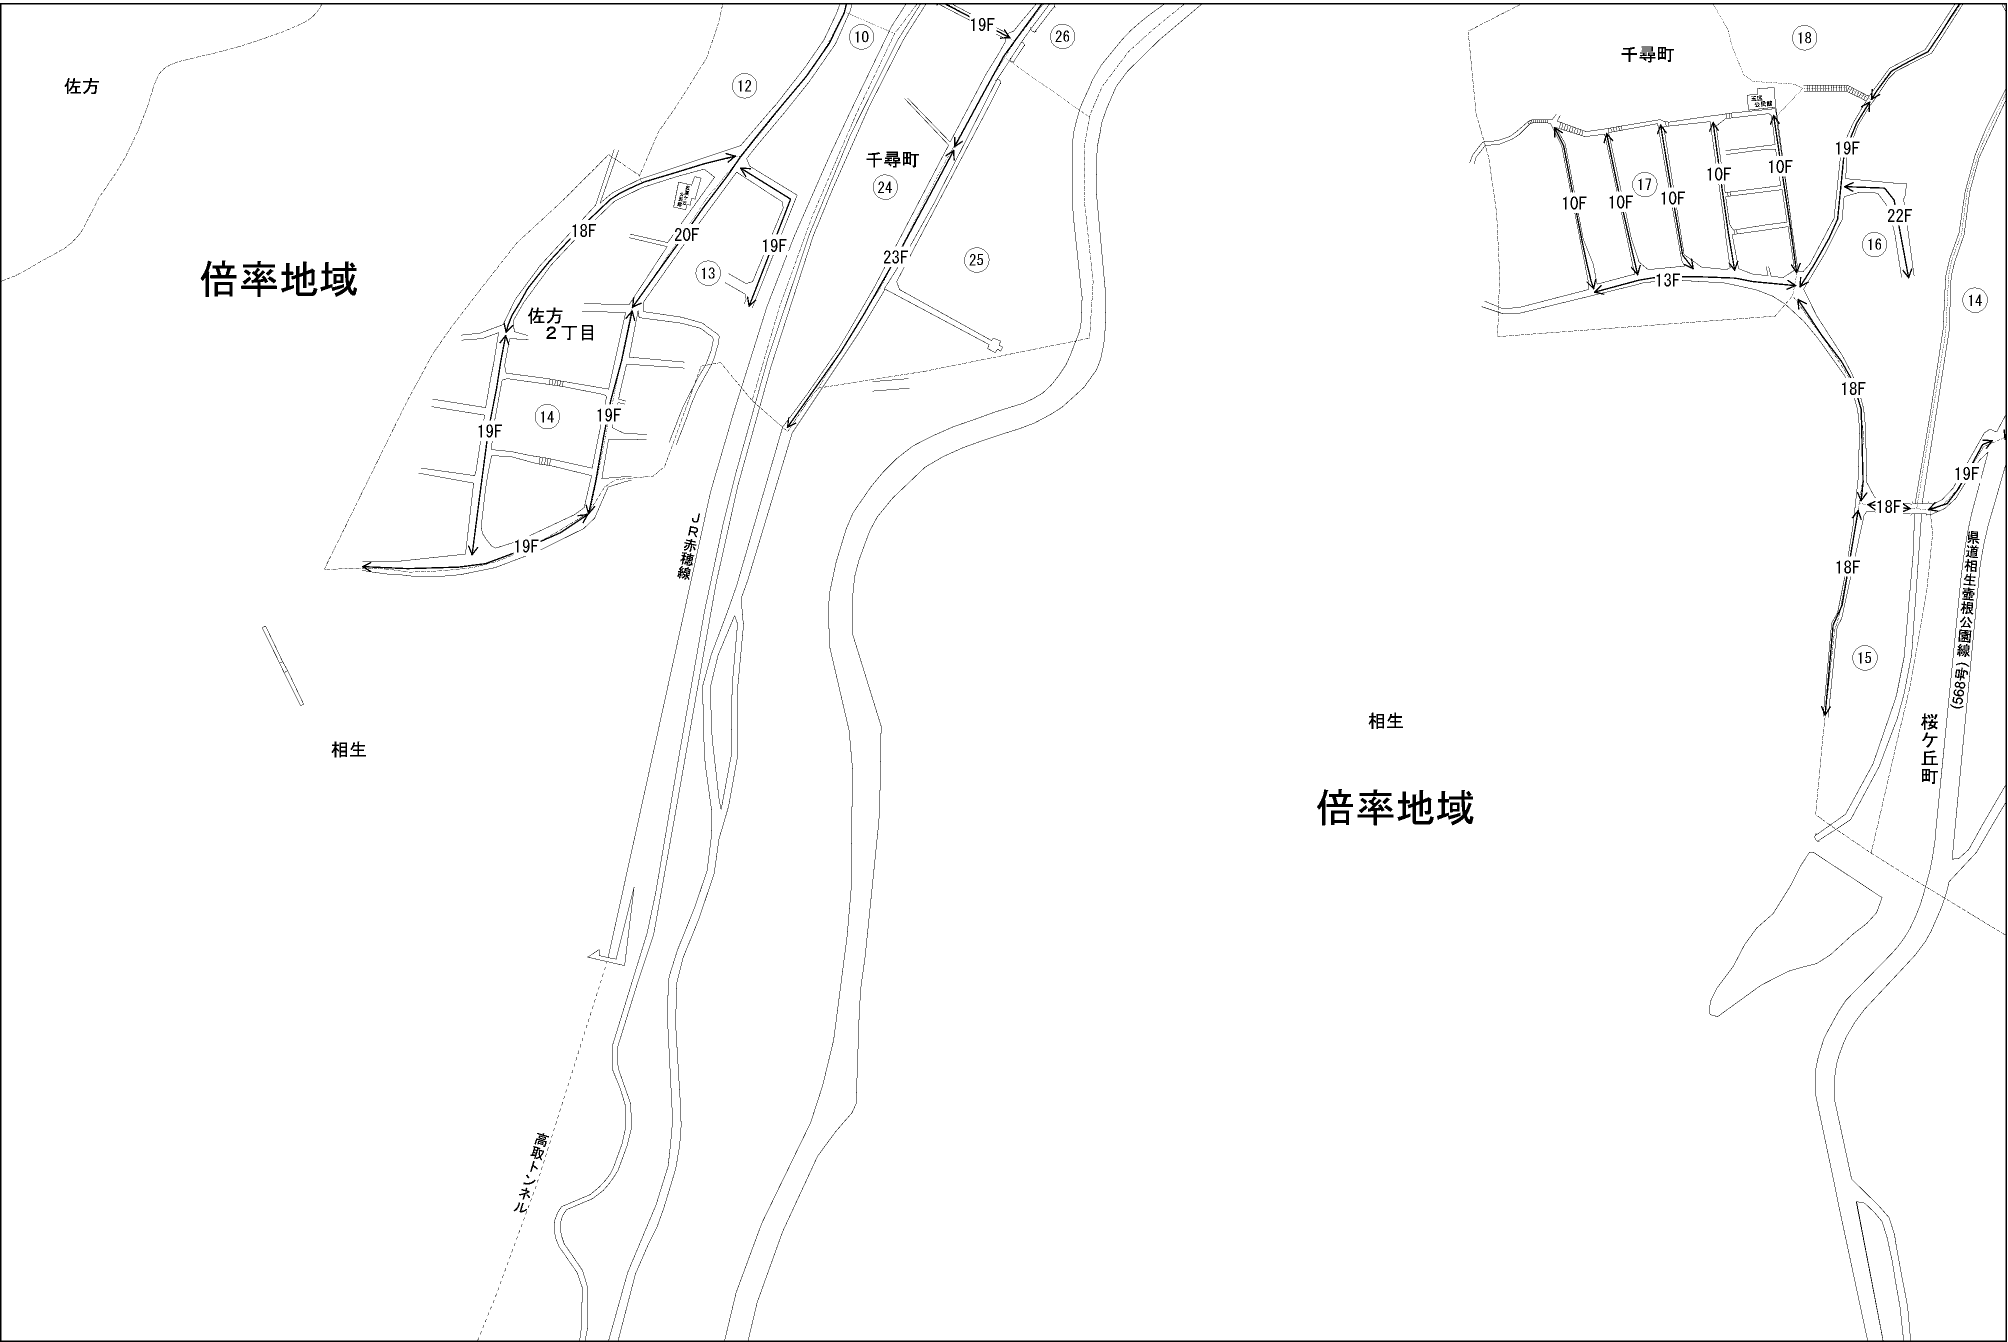 佐方
倍率地域
⑩
⑫
19F
㉖
千尋町
㉔
18F
20F
19F
⑬
23F
㉕
佐方
2丁目
19F
⑭
19F
19F
JR赤穂線
相生
高取トンネル
千尋町
⑱
19F
10F
10F
⑰
10F
10F
10F
22F
⑯
13F
⑭
18F
19F
18F
18F
県道相生壺根公園線(568号)
⑮
桜ケ丘町
相生
倍率地域